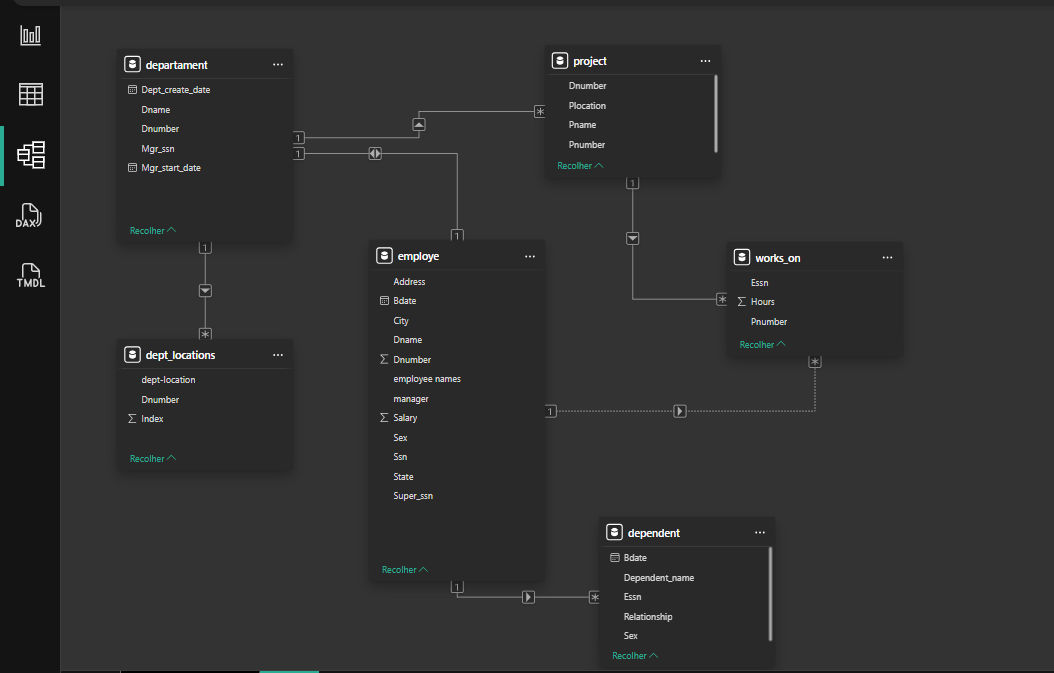 DAX
TMDL
departament
...
Dept_create_date
Dname
Dnumber
Mgr_ssn
Mgr_start_date
Recolher
project
...
Dnumber
Plocation
Pname
Pnumber
Recolher
1
*
1
1
1
1
*
1
*
employe
...
Address
Bdate
City
Dname
Σ Dnumber
employee names
manager
Σ Salary
Sex
Ssn
State
Super_ssn
Recolher
works_on
...
Essn
Σ Hours
Pnumber
Recolher
dept_locations
...
dept-location
Dnumber
Σ Index
Recolher
1
*
1
*
dependent
...
Bdate
Dependent_name
Essn
Relationship
Sex
Recolher